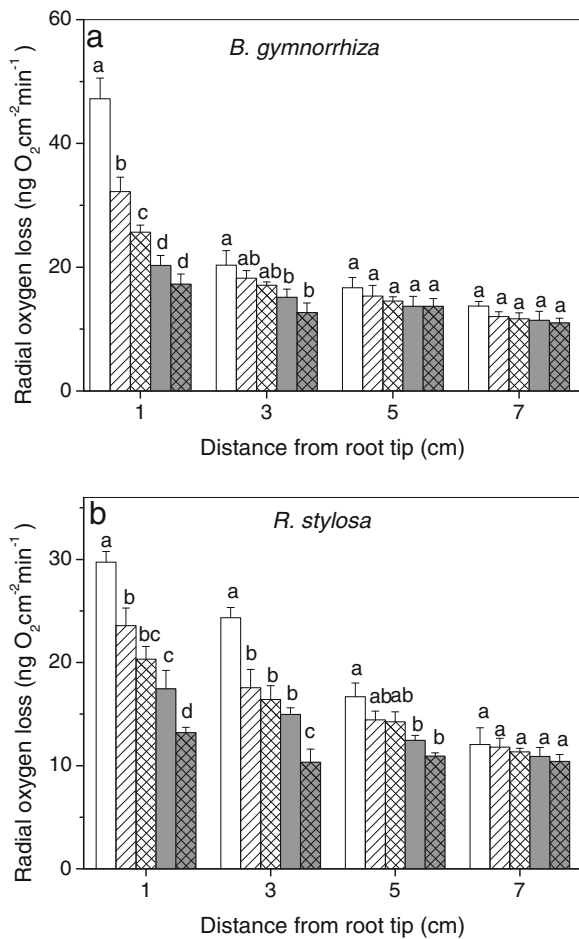 a
B. gymnorrhiza
Radial oxygen loss (ng O2cm-2min-1 )
60
40
20
0
a b c d d
a ab ab b b
a a a a a
a a a a a
1 3 5 7
Distance from root tip (cm)
b
R. stylosa
Radial oxygen loss (ng O2cm-2min-1 )
30
20
10
0
a b bc c d
a b b b c
a ab ab b b
a a a a a
1 3 5 7
Distance from root tip (cm)